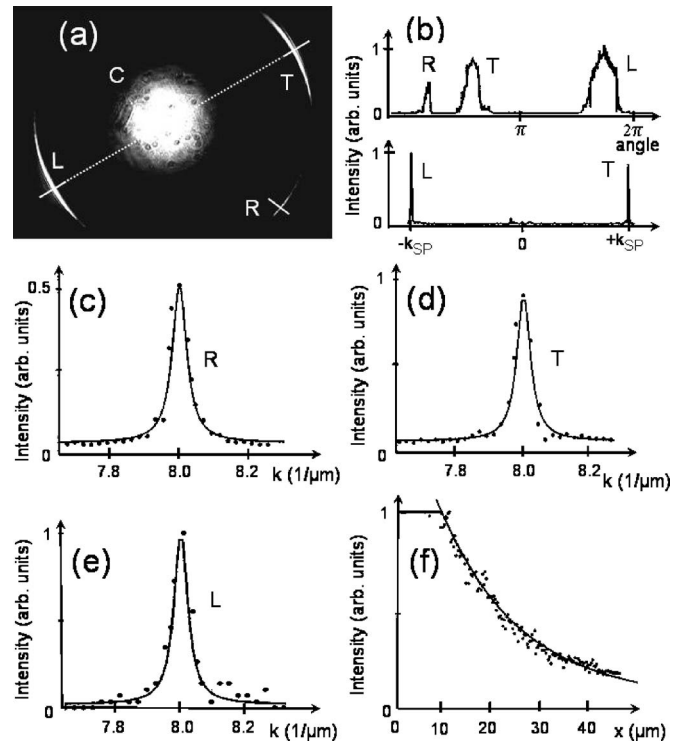 (a)
C
T
L
R
(b)
Intensity (arb. units)
1
0
R
T
L
π
2π
angle
1
0
L
T
-kSP
0
+kSP
(c)
Intensity (arb. units)
0.5
0
R
7.8
8.0
8.2
k (1/μm)
(d)
Intensity (arb. units)
1
0
T
7.8
8.0
8.2
k (1/μm)
(e)
Intensity (arb. units)
1
0
L
7.8
8.0
8.2
k (1/μm)
(f)
Intensity (arb. units)
1
0
0
10
20
30
40
x (μm)